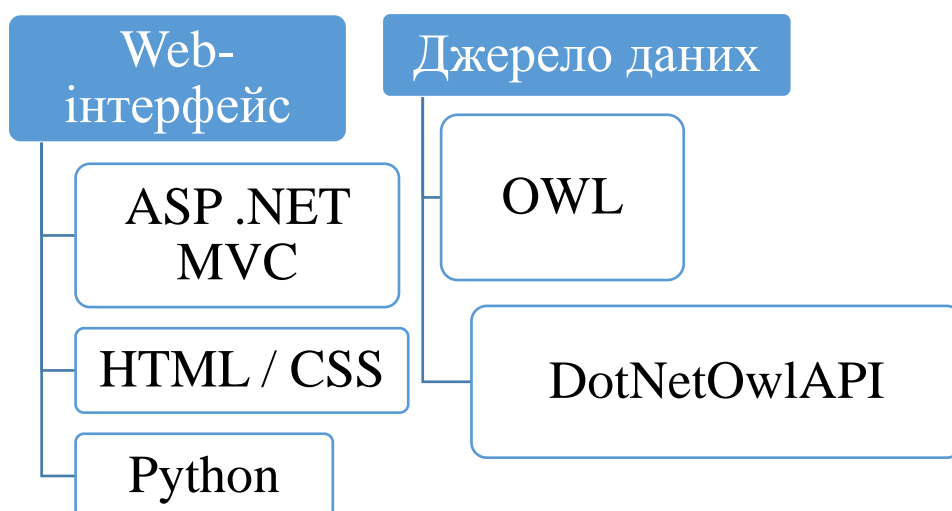 Web-
інтерфейс
ASP .NET
MVC
HTML / CSS
Python
Джерело даних
OWL
DotNetOwlAPI